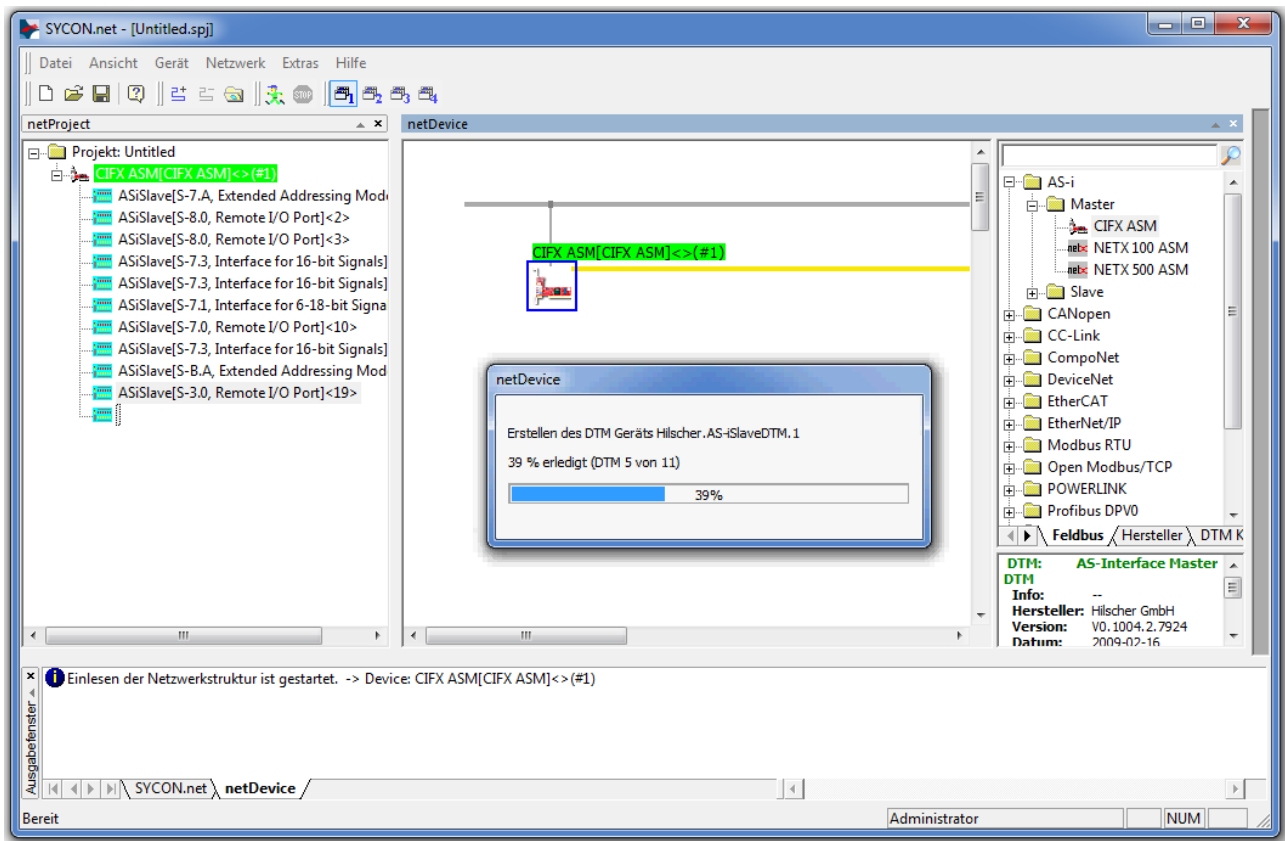 SYCON.net - [Untitled.spj]
Datei Ansicht Gerät Netzwerk Extras Hilfe
STOP 1 2 3 4
netProject
Projekt: Untitled
CIFX ASM[CIFX ASM]<>(#1)
ASiSlave[S-7.A, Extended Addressing Mod
ASiSlave[S-8.0, Remote I/O Port]<2>
ASiSlave[S-8.0, Remote I/O Port]<3>
ASiSlave[S-7.3, Interface for 16-bit Signals]
ASiSlave[S-7.3, Interface for 16-bit Signals]
ASiSlave[S-7.1, Interface for 6-18-bit Signa
ASiSlave[S-7.0, Remote I/O Port]<10>
ASiSlave[S-7.3, Interface for 16-bit Signals]
ASiSlave[S-B.A, Extended Addressing Mod
ASiSlave[S-3.0, Remote I/O Port]<19>
netDevice
CIFX ASM[CIFX ASM]<>(#1)
netDevice
Erstellen des DTM Geräts Hilscher.AS-iSlaveDTM.1
39 % erledigt (DTM 5 von 11)
39%
AS-i
Master
CIFX ASM
netx NETX 100 ASM
netx NETX 500 ASM
Slave
CANopen
CC-Link
CompoNet
DeviceNet
EtherCAT
EtherNet/IP
Modbus RTU
Open Modbus/TCP
POWERLINK
Profibus DPV0
Feldbus Hersteller DTM K
DTM: AS-Interface Master
DTM
Info: --
Hersteller: Hilscher GmbH
Version: V0.1004.2.7924
Datum: 2009-02-16
Ausgabefenster
Einlesen der Netzwerkstruktur ist gestartet. -> Device: CIFX ASM[CIFX ASM]<>(#1)
SYCON.net netDevice
Bereit
Administrator
NUM